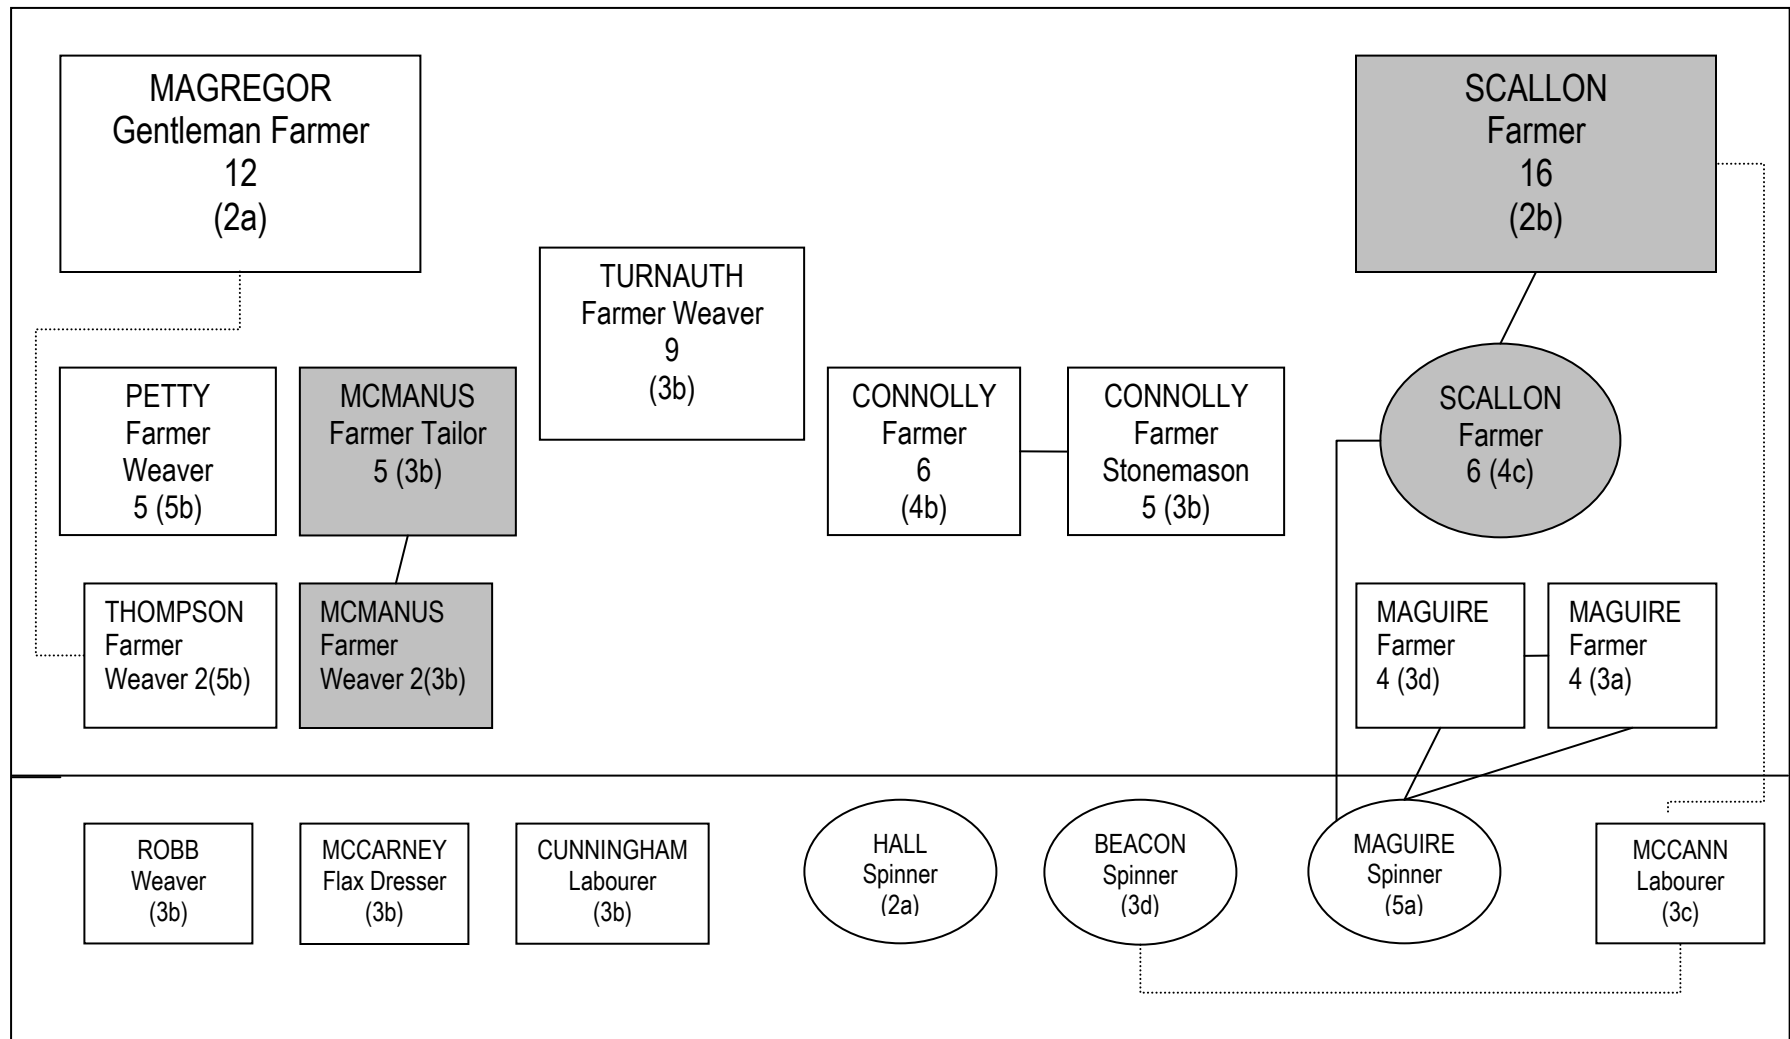 MAGREGOR
Gentleman Farmer
12
(2a)
SCALLON
Farmer
16
(2b)
TURNAUTH
Farmer Weaver
9
(3b)
PETTY
Farmer
Weaver
5 (5b)
MCMANUS
Farmer Tailor
5 (3b)
CONNOLLY
Farmer
6
(4b)
CONNOLLY
Farmer
Stonemason
5 (3b)
SCALLON
Farmer
6 (4c)
THOMPSON
Farmer
Weaver 2(5b)
MCMANUS
Farmer
Weaver 2(3b)
MAGUIRE
Farmer
4 (3d)
MAGUIRE
Farmer
4 (3a)
ROBB
Weaver
(3b)
MCCARNEY
Flax Dresser
(3b)
CUNNINGHAM
Labourer
(3b)
HALL
Spinner
(2a)
BEACON
Spinner
(3d)
MAGUIRE
Spinner
(5a)
MCCANN
Labourer
(3c)